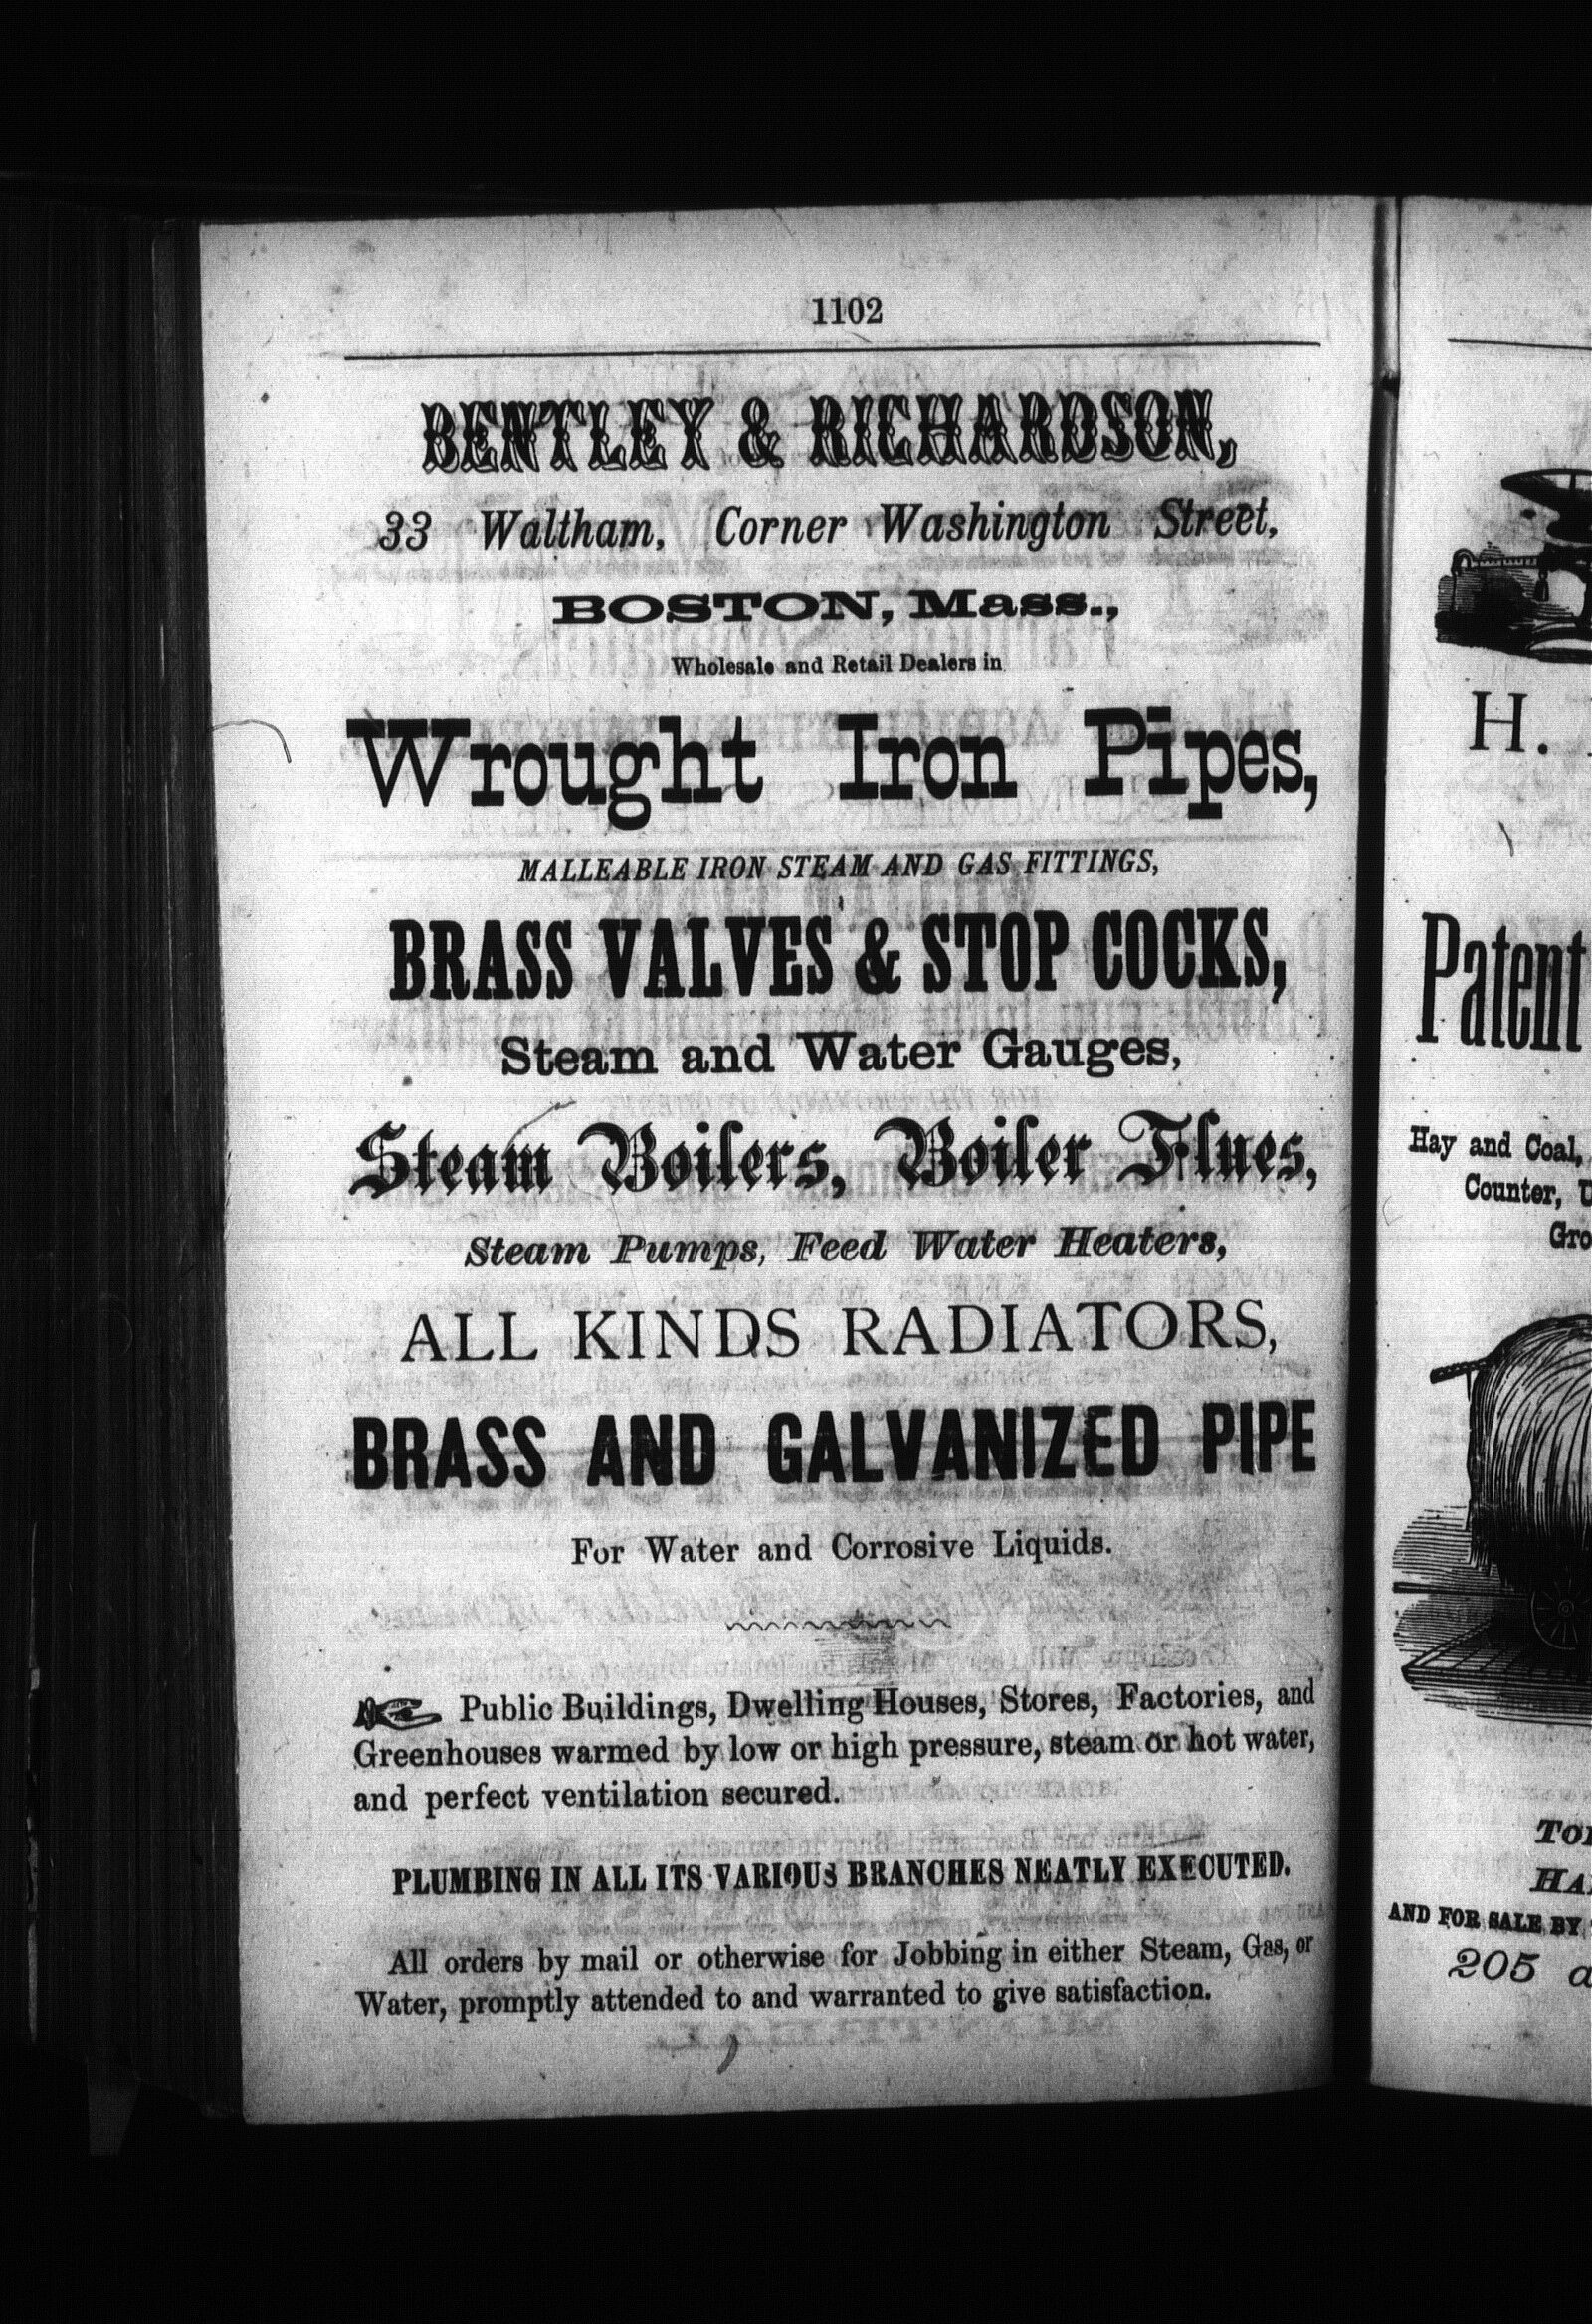 1102
BENTLEY & RICHARDSON,
33 Waltham, Corner Washington Street,
BOSTON, Mass.,
Wholesale and Retail Dealers in
Wrought Iron Pipes,
MALLEABLE IRON STEAM AND GAS FITTINGS,
BRASS VALVES & STOP COCKS,
Steam and Water Gauges,
Steam Boilers, Boiler Flues,
Steam Pumps, Feed Water Heaters,
ALL KINDS RADIATORS,
BRASS AND GALVANIZED PIPE
For Water and Corrosive Liquids.
Public Buildings, Dwelling Houses, Stores, Factories, and
Greenhouses warmed by low or high pressure, steam or hot water,
and perfect ventilation secured.
PLUMBING IN ALL ITS VARIOUS BRANCHES NEATLY EXECUTED.
All orders by mail or otherwise for Jobbing in either Steam, Gas, or
Water, promptly attended to and warranted to give satisfaction.
H.
Patent
Hay and Coal,
Counter,
AND FOR SALE BY
205